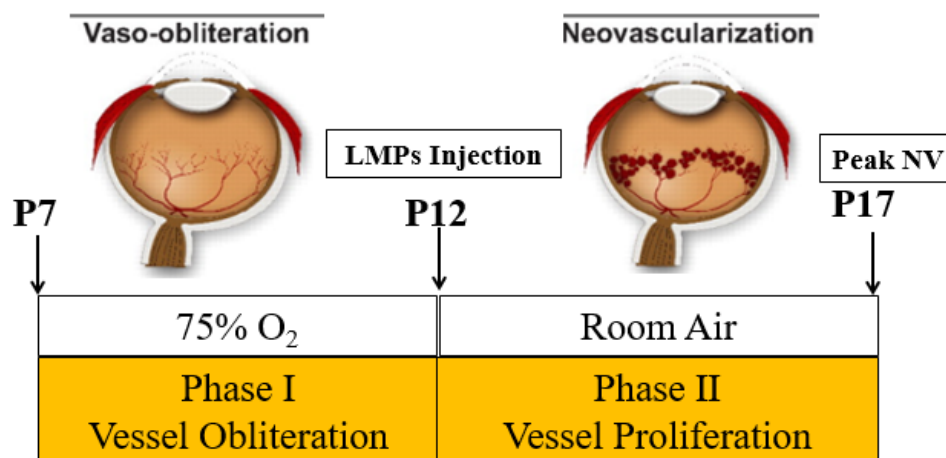 Vaso-obliteration
Neovascularization
LMPs Injection
Peak NV
P7
P12
P17
75% O₂
Room Air
Phase I
Vessel Obliteration
Phase II
Vessel Proliferation